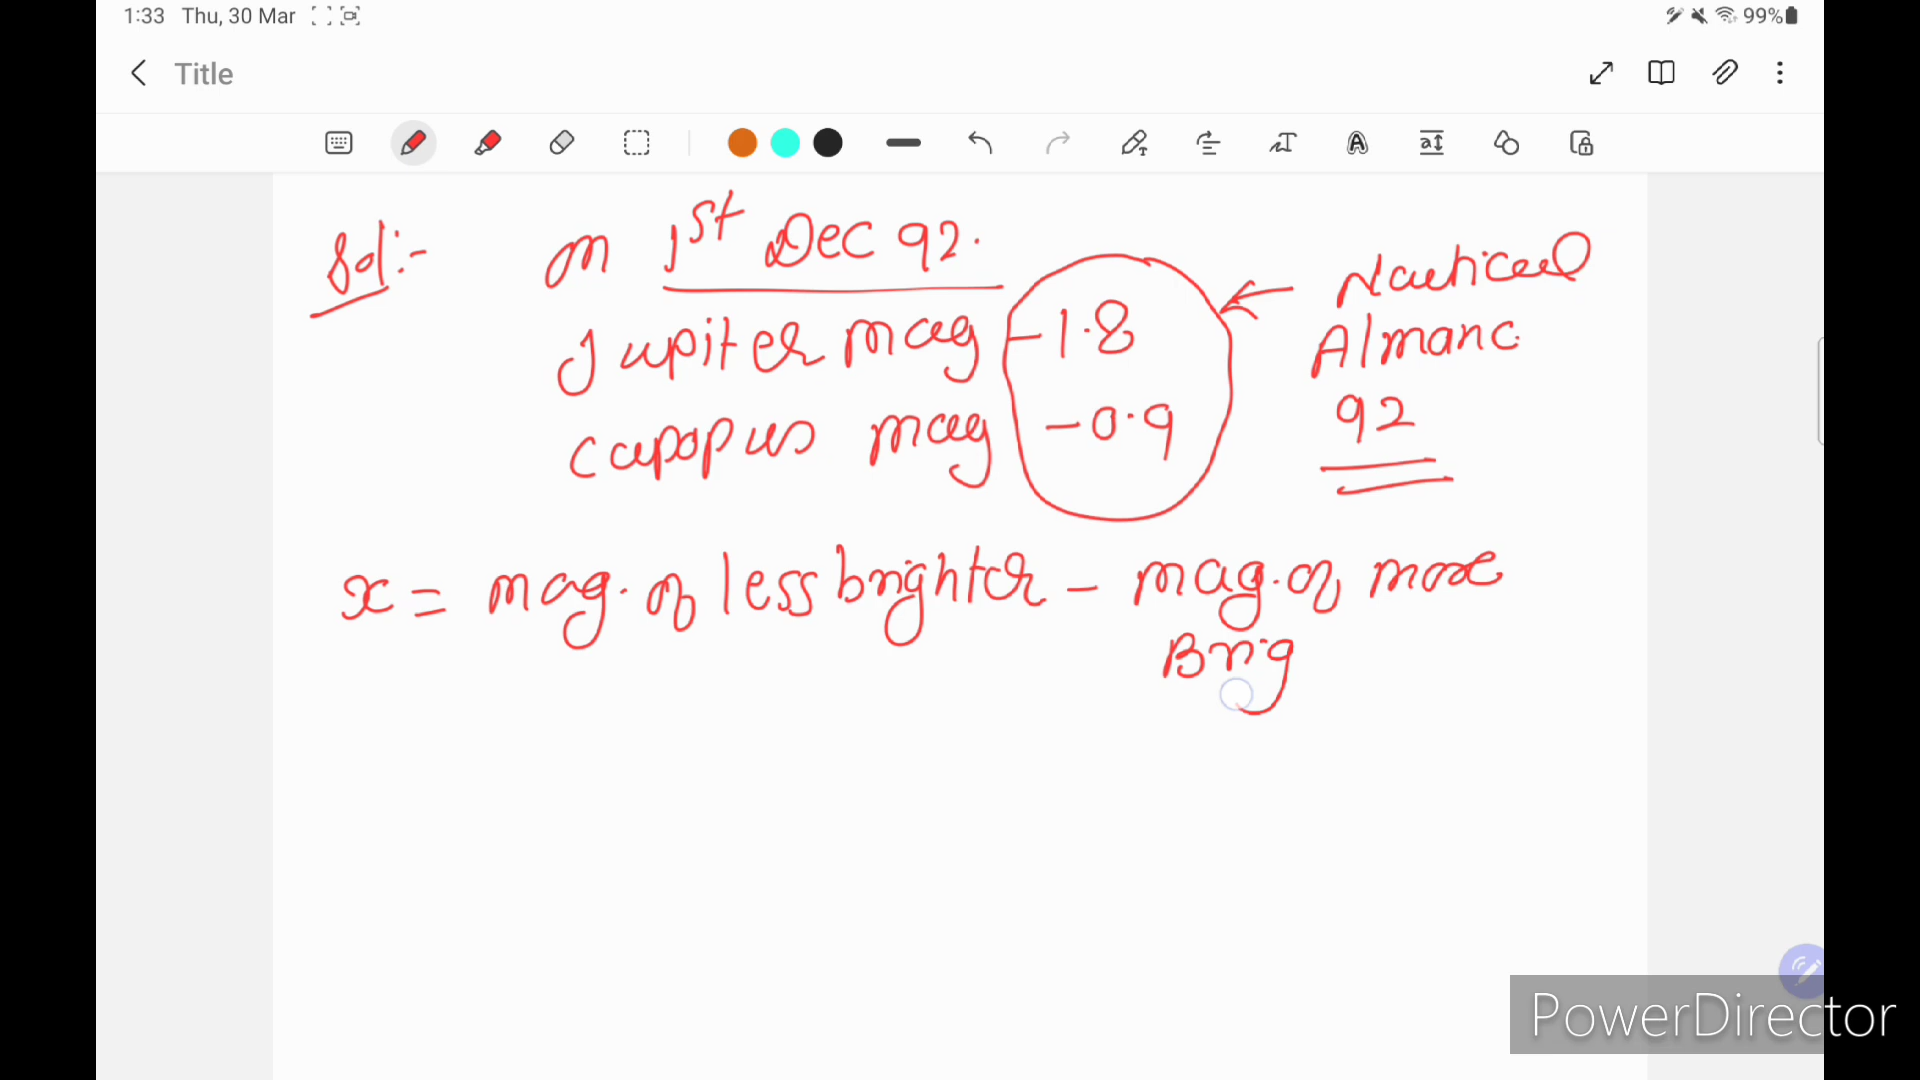 1:33 Thu, 30 Mar 99%
Title
Sol:- on 1st Dec 92.
Jupiter mag -1.8
capopus mag -0.9
Nautical
Almanc
92
x = mag. of less brighter - mag. of more
Brig
PowerDirector